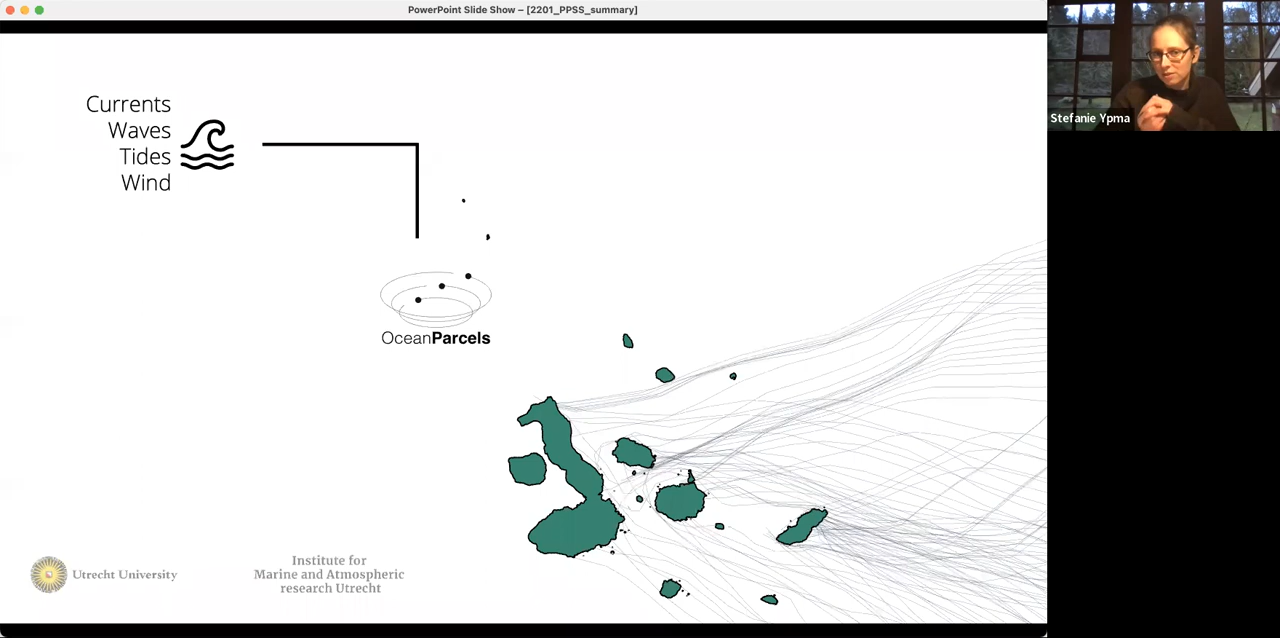 PowerPoint Slide Show – [2201_PPSS_summary]
Currents
Waves
Tides
Wind
OceanParcels
Utrecht University
Institute for
Marine and Atmospheric
research Utrecht
Stefanie Ypma